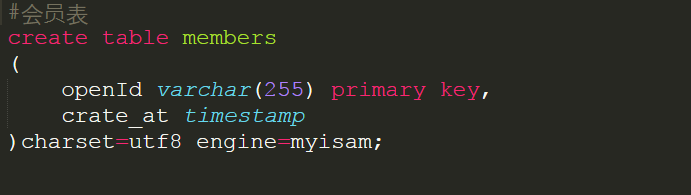 #会员表
create table members
(
    openId varchar(255) primary key,
    crate_at timestamp
)charset=utf8 engine=myisam;